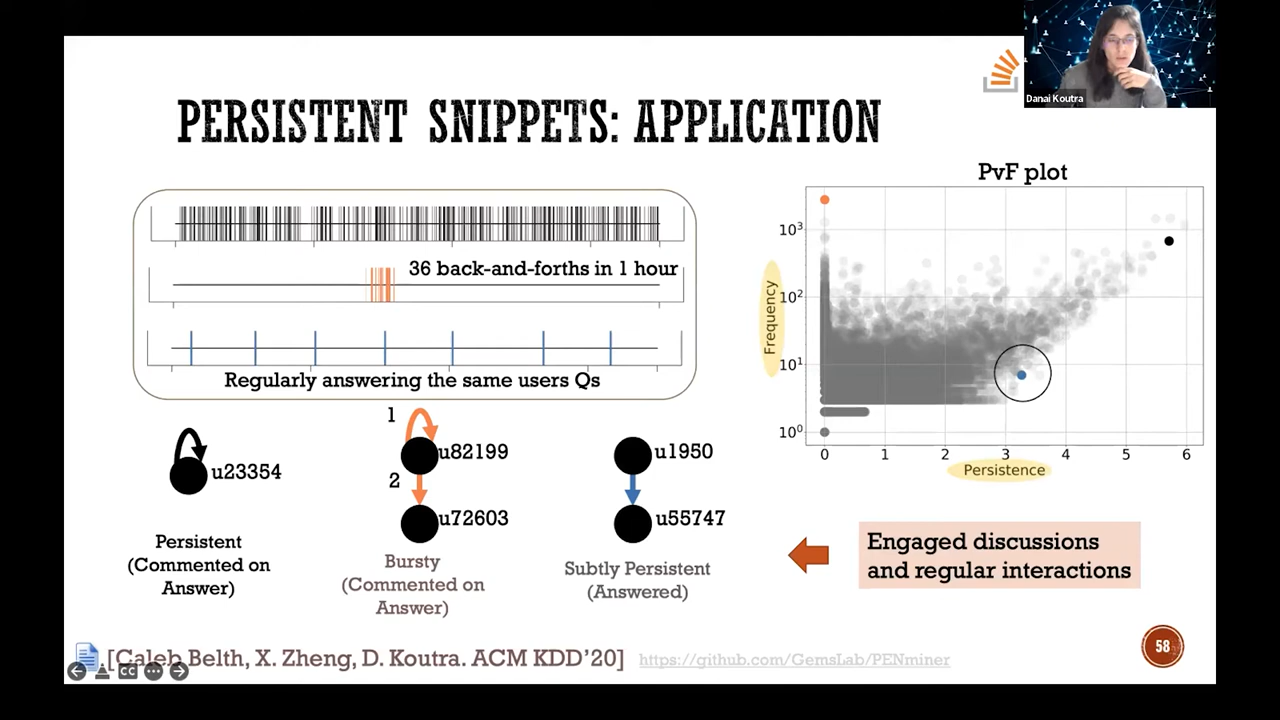 Danai Koutra
PERSISTENT SNIPPETS: APPLICATION
36 back-and-forths in 1 hour
Regularly answering the same users Qs
PvF plot
Frequency
10³
10²
10¹
10⁰
0 1 2 3 4 5 6
Persistence
u23354
Persistent
(Commented on
Answer)
1
u82199
2
u72603
Bursty
(Commented on
Answer)
u1950
u55747
Subtly Persistent
(Answered)
Engaged discussions
and regular interactions
[Caleb Belth, X. Zheng, D. Koutra. ACM KDD'20]
https://github.com/GemsLab/PENminer
58
CC